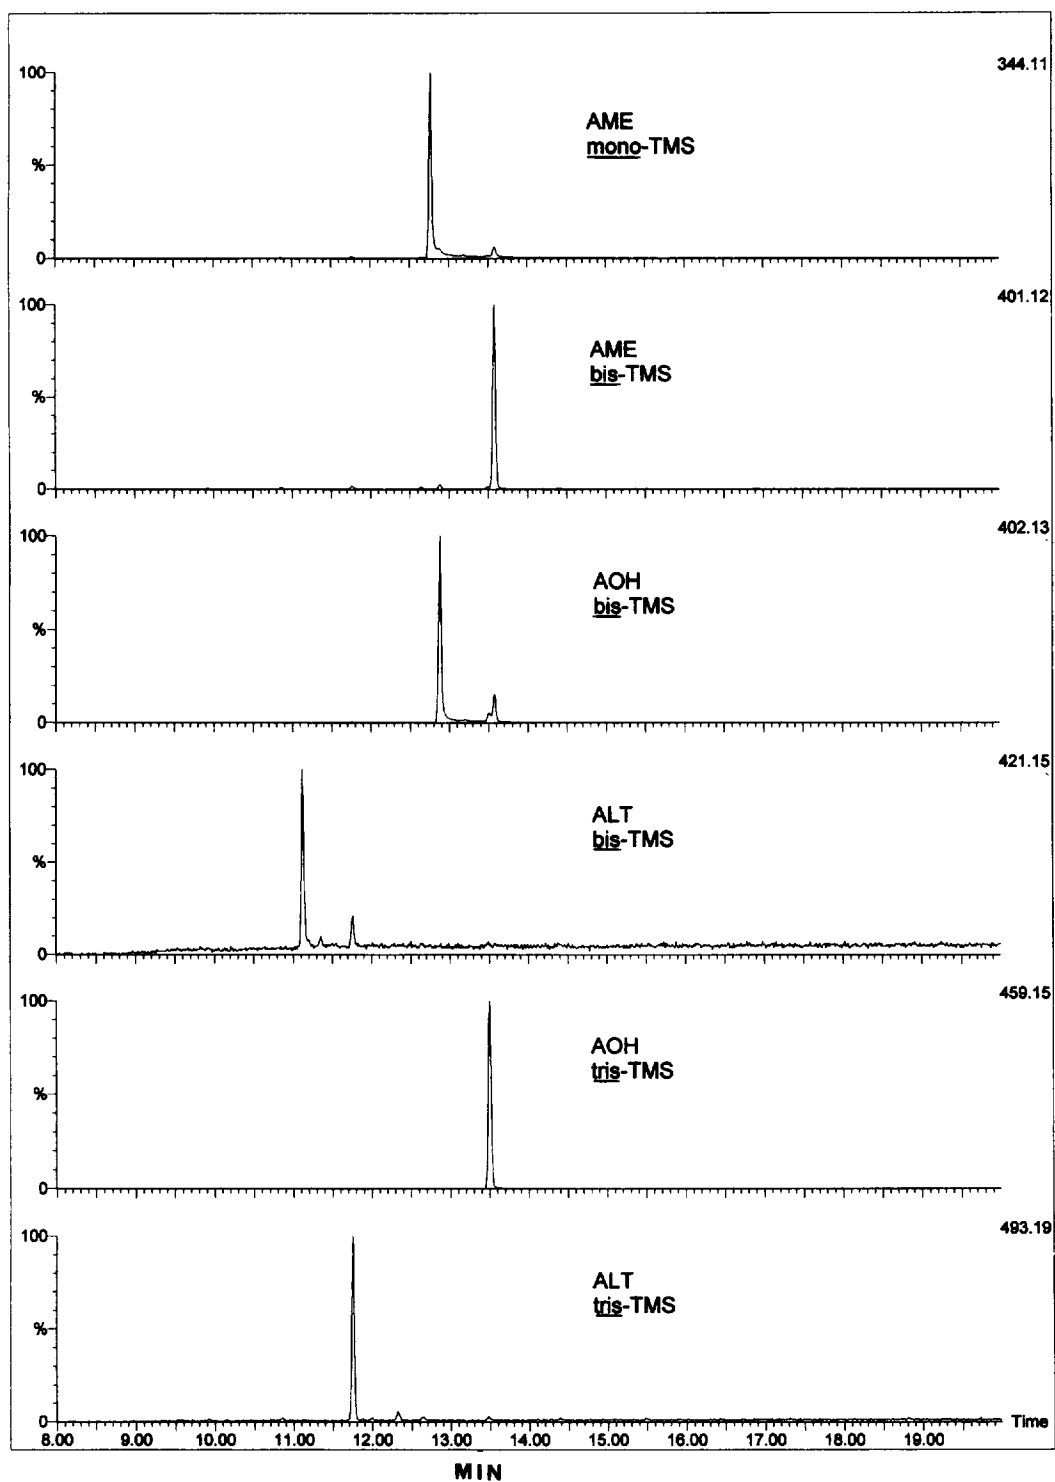 344.11
100
AME
mono-TMS
%
0
401.12
100
AME
bis-TMS
%
0
402.13
100
AOH
bis-TMS
%
0
421.15
100
ALT
bis-TMS
%
0
459.15
100
AOH
tris-TMS
%
0
493.19
100
ALT
tris-TMS
%
0
Time
8.00 9.00 10.00 11.00 12.00 13.00 14.00 15.00 16.00 17.00 18.00 19.00
MIN